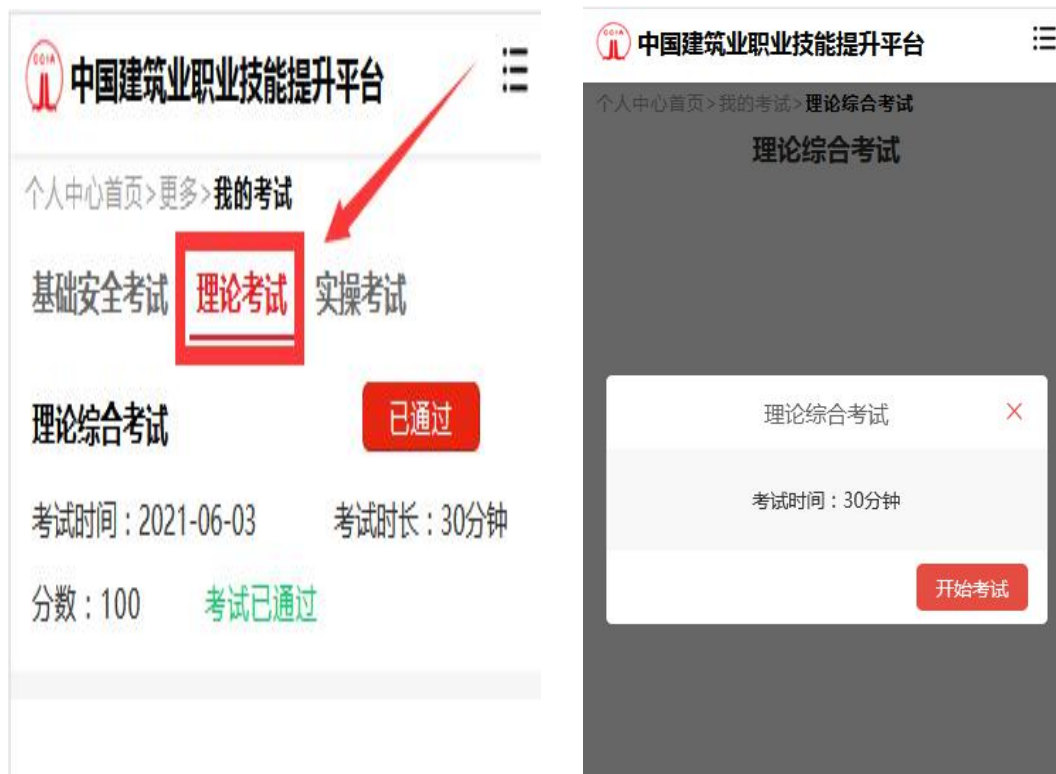 CCIA
中国建筑业职业技能提升平台
个人中心首页>更多>我的考试
基础安全考试 理论考试 实操考试
理论综合考试 已通过
考试时间：2021-06-03 考试时长：30分钟
分数：100 考试已通过
CCIA
中国建筑业职业技能提升平台
个人中心首页>我的考试>理论综合考试
理论综合考试
理论综合考试
考试时间：30分钟
开始考试